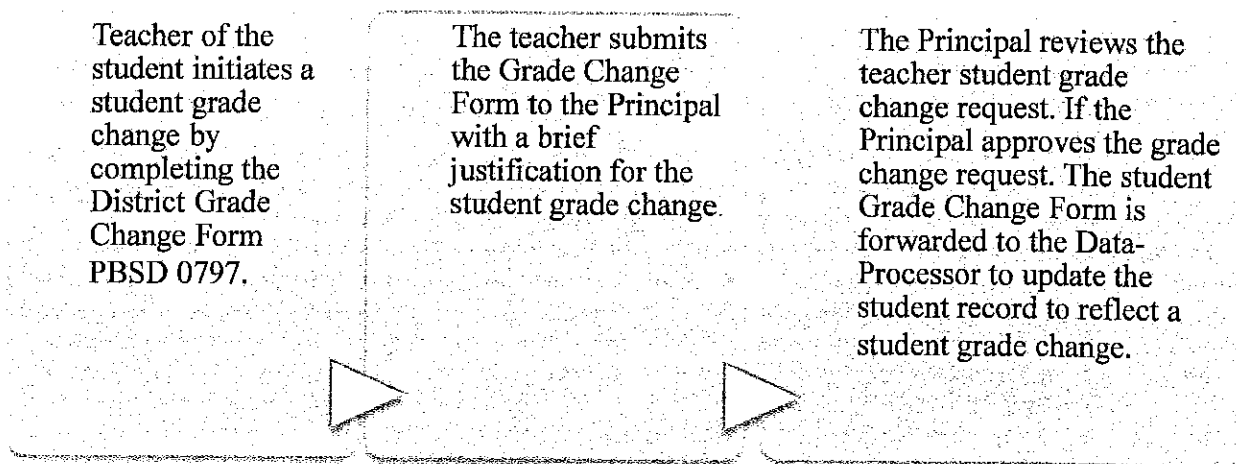 Teacher of the
student initiates a
student grade
change by
completing the
District Grade
Change Form
PBSD 0797.
The teacher submits
the Grade Change
Form to the Principal
with a brief
justification for the
student grade change.
The Principal reviews the
teacher student grade
change request. If the
Principal approves the grade
change request. The student
Grade Change Form is
forwarded to the Data-
Processor to update the
student record to reflect a
student grade change.